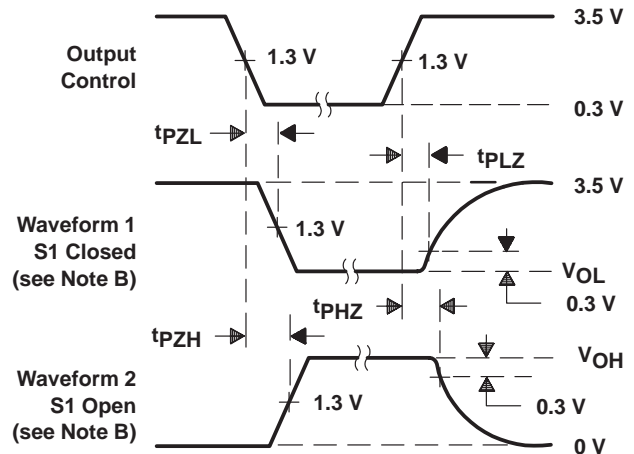 3.5 V
Output
Control
1.3 V
1.3 V
0.3 V
tPZL
tPLZ
3.5 V
Waveform 1
S1 Closed
(see Note B)
1.3 V
VOL
0.3 V
tPHZ
tPZH
VOH
Waveform 2
S1 Open
(see Note B)
1.3 V
0.3 V
0 V